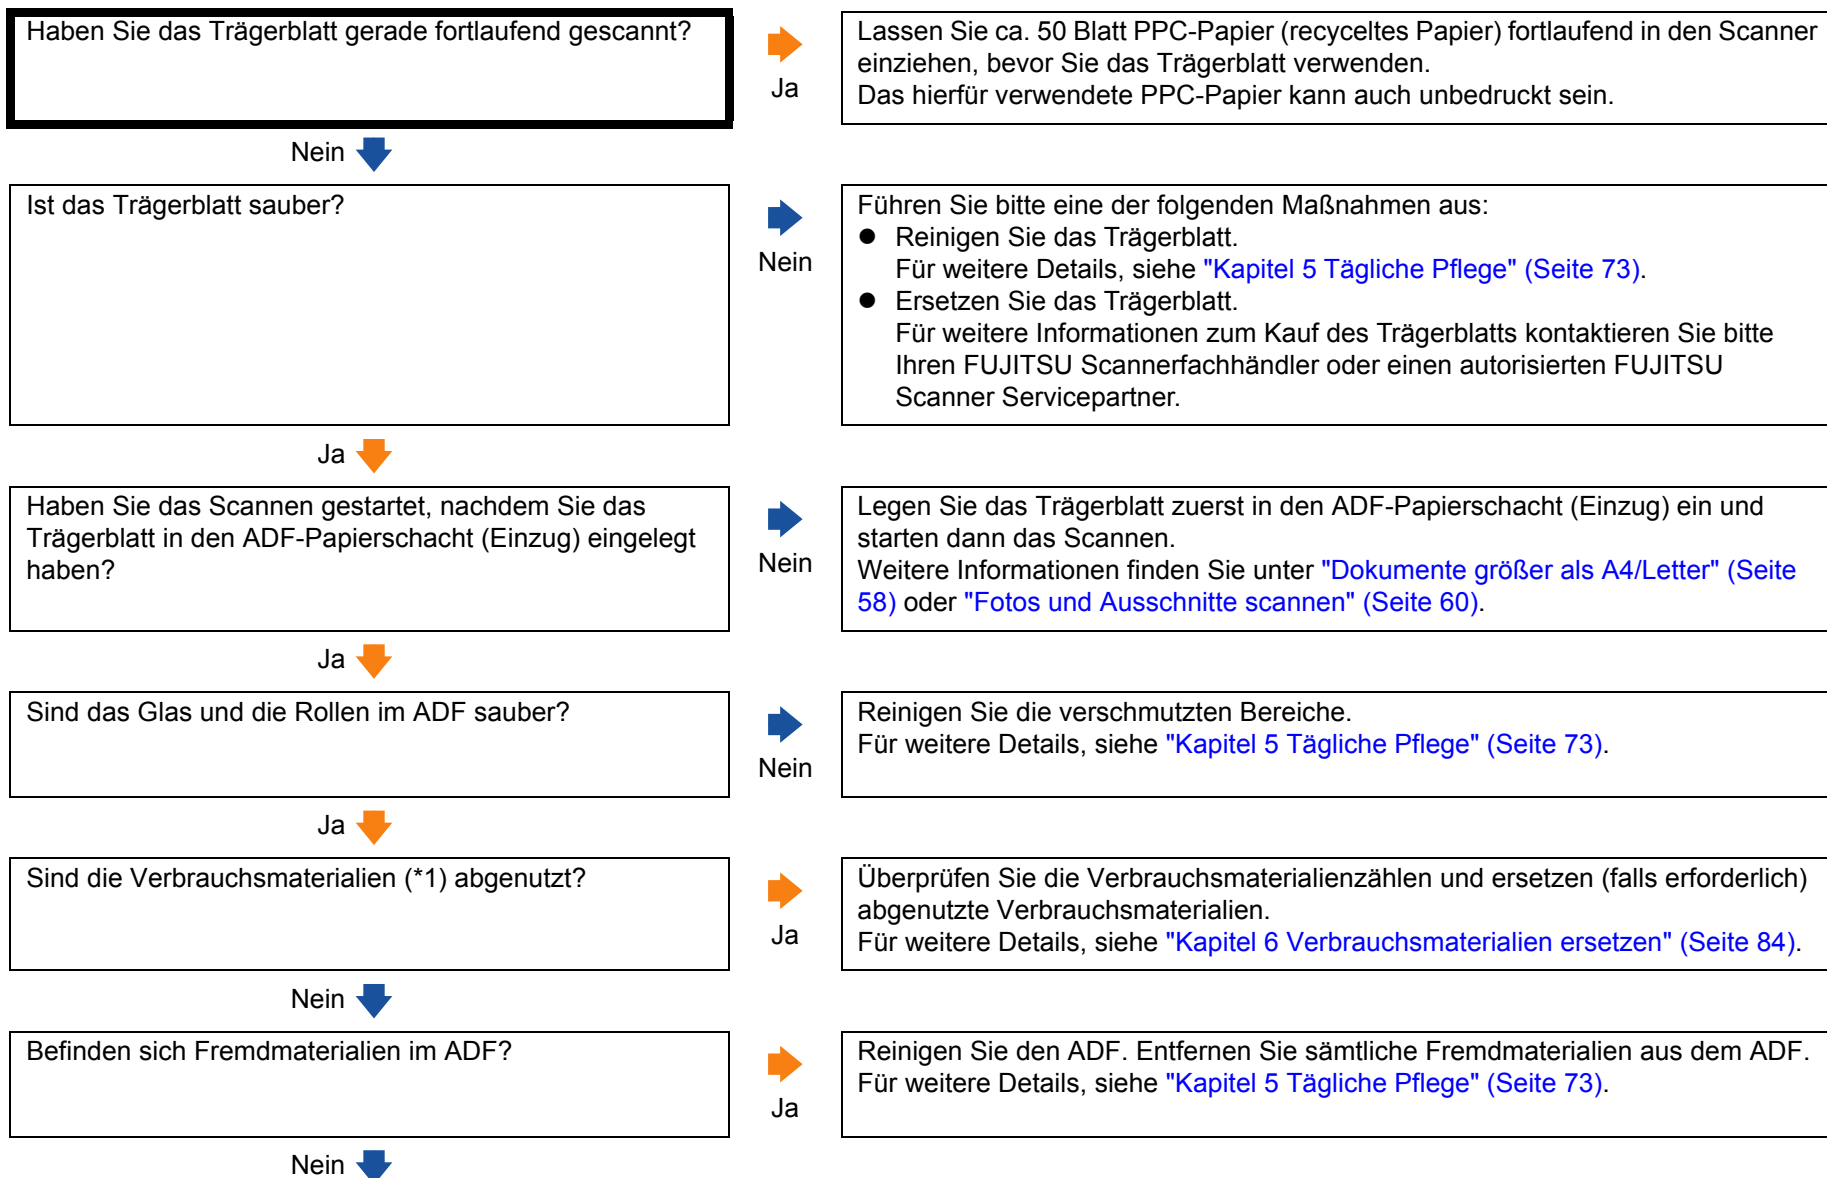 Haben Sie das Trägerblatt gerade fortlaufend gescannt?
Ja
Lassen Sie ca. 50 Blatt PPC-Papier (recyceltes Papier) fortlaufend in den Scanner
einziehen, bevor Sie das Trägerblatt verwenden.
Das hierfür verwendete PPC-Papier kann auch unbedruckt sein.
Nein
Ist das Trägerblatt sauber?
Nein
Führen Sie bitte eine der folgenden Maßnahmen aus:
● Reinigen Sie das Trägerblatt.
Für weitere Details, siehe "Kapitel 5 Tägliche Pflege" (Seite 73).
● Ersetzen Sie das Trägerblatt.
Für weitere Informationen zum Kauf des Trägerblatts kontaktieren Sie bitte
Ihren FUJITSU Scannerfachhändler oder einen autorisierten FUJITSU
Scanner Servicepartner.
Ja
Haben Sie das Scannen gestartet, nachdem Sie das
Trägerblatt in den ADF-Papierschacht (Einzug) eingelegt
haben?
Nein
Legen Sie das Trägerblatt zuerst in den ADF-Papierschacht (Einzug) ein und
starten dann das Scannen.
Weitere Informationen finden Sie unter "Dokumente größer als A4/Letter" (Seite
58) oder "Fotos und Ausschnitte scannen" (Seite 60).
Ja
Sind das Glas und die Rollen im ADF sauber?
Nein
Reinigen Sie die verschmutzten Bereiche.
Für weitere Details, siehe "Kapitel 5 Tägliche Pflege" (Seite 73).
Ja
Sind die Verbrauchsmaterialien (*1) abgenutzt?
Ja
Überprüfen Sie die Verbrauchsmaterialienzählen und ersetzen (falls erforderlich)
abgenutzte Verbrauchsmaterialien.
Für weitere Details, siehe "Kapitel 6 Verbrauchsmaterialien ersetzen" (Seite 84).
Nein
Befinden sich Fremdmaterialien im ADF?
Ja
Reinigen Sie den ADF. Entfernen Sie sämtliche Fremdmaterialien aus dem ADF.
Für weitere Details, siehe "Kapitel 5 Tägliche Pflege" (Seite 73).
Nein